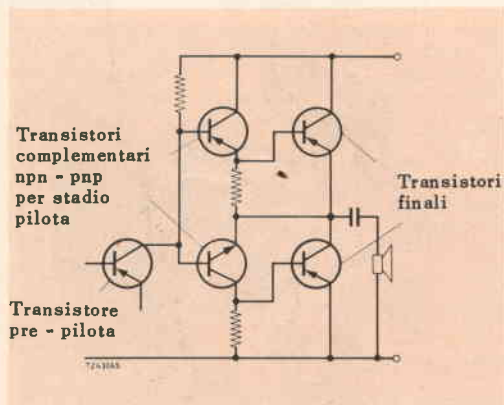 Transistori
complementari
npn - pnp
per stadio
pilota
Transistori
finali
Transistore
pre - pilota